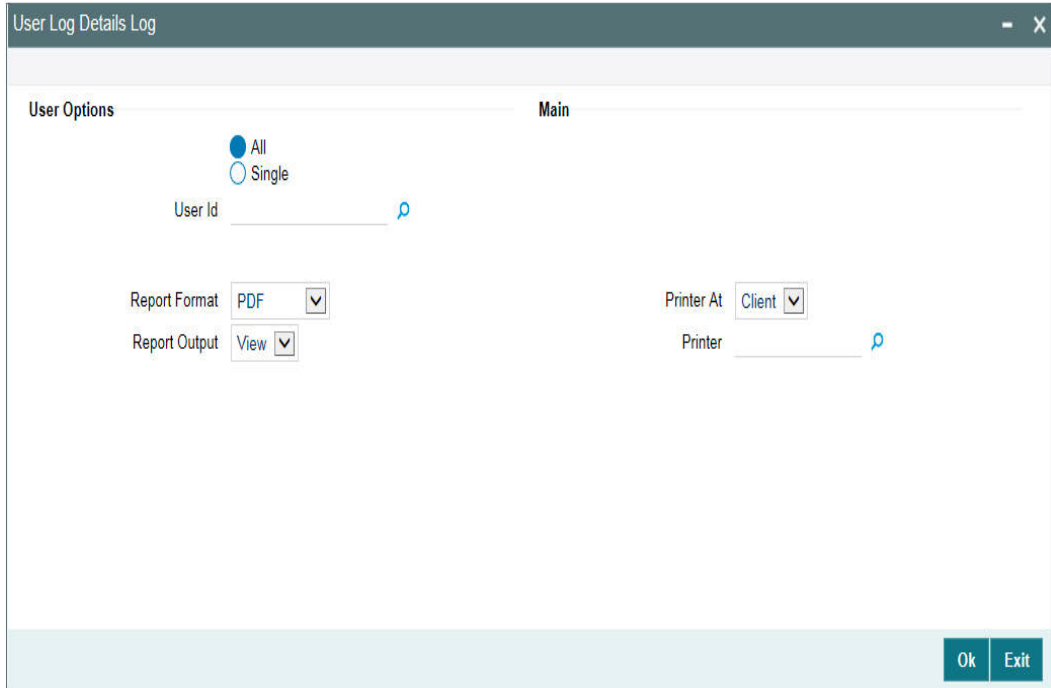 User Log Details Log
User Options
Main
All
Single
User Id
Report Format PDF
Printer At Client
Report Output View
Printer
Ok Exit